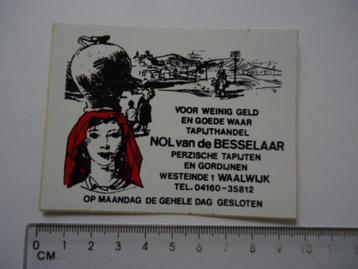 VOOR WEINIG GELD
EN GOEDE WAAR
TAPIJTHANDEL
NOL van de BESSELAAR
PERZISCHE TAPIJTEN
EN GORDIJNEN
WESTEINDE 1 WAALWIJK
TEL. 04160-35812
OP MAANDAG DE GEHELE DAG GESLOTEN
0 1 2 3 4 5 6 7 8 9 10 11 12
CM